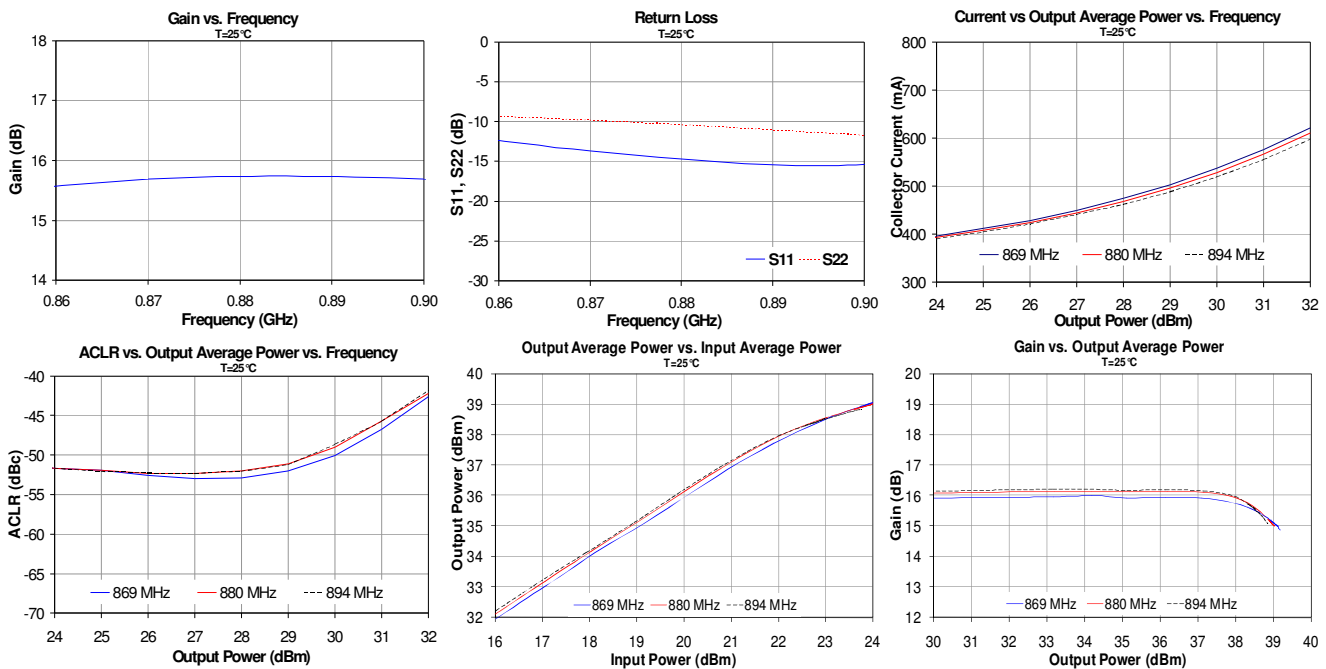 Gain vs. Frequency
T=25°C
18
17
16
15
14
Gain (dB)
0.86 0.87 0.88 0.89 0.90
Frequency (GHz)
Return Loss
T=25°C
0
-5
-10
-15
-20
-25
-30
S11, S22 (dB)
S11 S22
0.86 0.87 0.88 0.89 0.90
Frequency (GHz)
Current vs Output Average Power vs. Frequency
T=25°C
800
700
600
500
400
300
Collector Current (mA)
869 MHz 880 MHz 894 MHz
24 25 26 27 28 29 30 31 32
Output Power (dBm)
ACLR vs. Output Average Power vs. Frequency
T=25°C
-40
-45
-50
-55
-60
-65
-70
ACLR (dBc)
869 MHz 880 MHz 894 MHz
24 25 26 27 28 29 30 31 32
Output Power (dBm)
Output Average Power vs. Input Average Power
T=25°C
40
39
38
37
36
35
34
33
32
Output Power (dBm)
869 MHz 880 MHz 894 MHz
16 17 18 19 20 21 22 23 24
Input Power (dBm)
Gain vs. Output Average Power
T=25°C
20
19
18
17
16
15
14
13
12
Gain (dB)
869 MHz 880 MHz 894 MHz
30 31 32 33 34 35 36 37 38 39 40
Output Power (dBm)